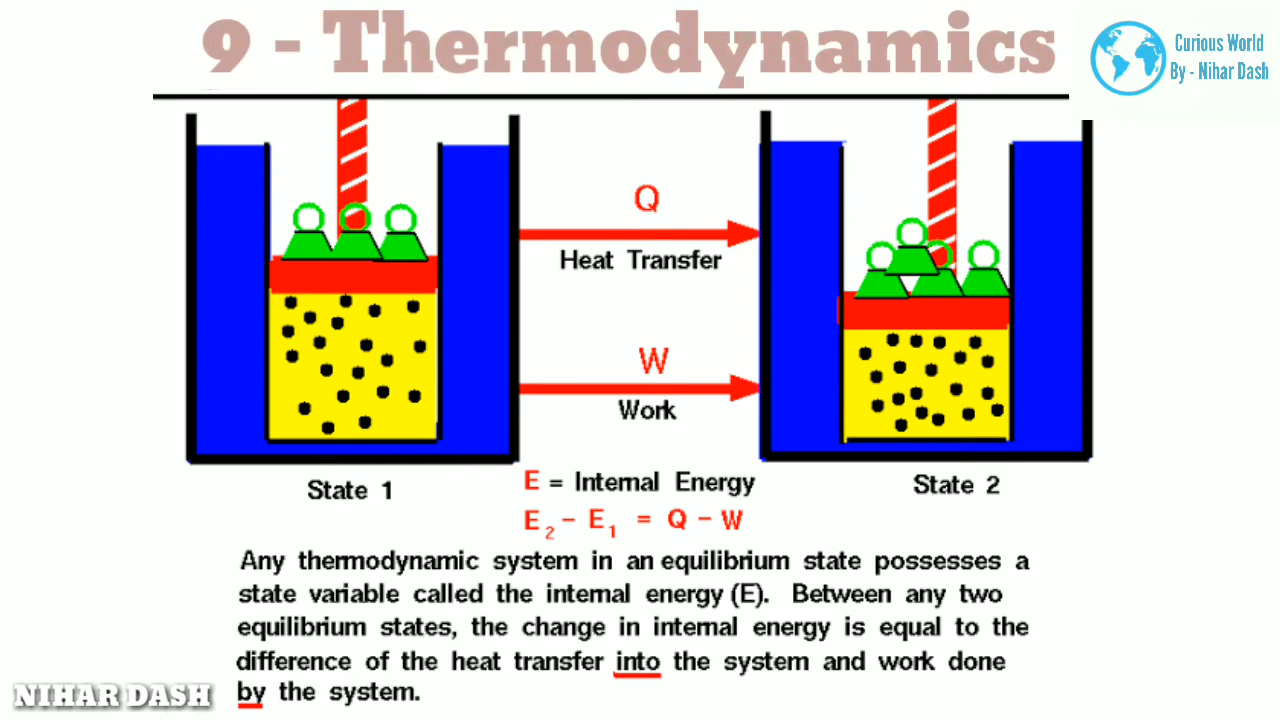 9 - Thermodynamics
Curious World
By - Nihar Dash
Q
Heat Transfer
W
Work
State 1
State 2
E = Internal Energy
E₂ - E₁ = Q - W
Any thermodynamic system in an equilibrium state possesses a
state variable called the internal energy (E). Between any two
equilibrium states, the change in internal energy is equal to the
difference of the heat transfer into the system and work done
by the system.
NIHAR DASH